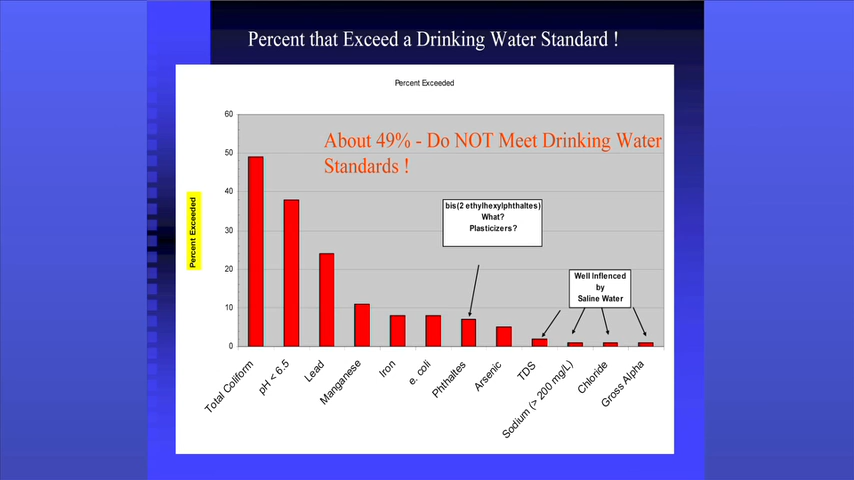 Percent that Exceed a Drinking Water Standard !
Percent Exceeded
About 49% - Do NOT Meet Drinking Water
Standards !
60
50
40
30
20
10
0
Percent Exceeded
bis(2 ethylhexylphthaltes)
What?
Plasticizers?
Well Inflenced
by
Saline Water
Total Coliform
pH < 6.5
Lead
Manganese
Iron
e. coli
Phthaltes
Arsenic
TDS
Sodium (> 200 mg/L)
Chloride
Gross Alpha